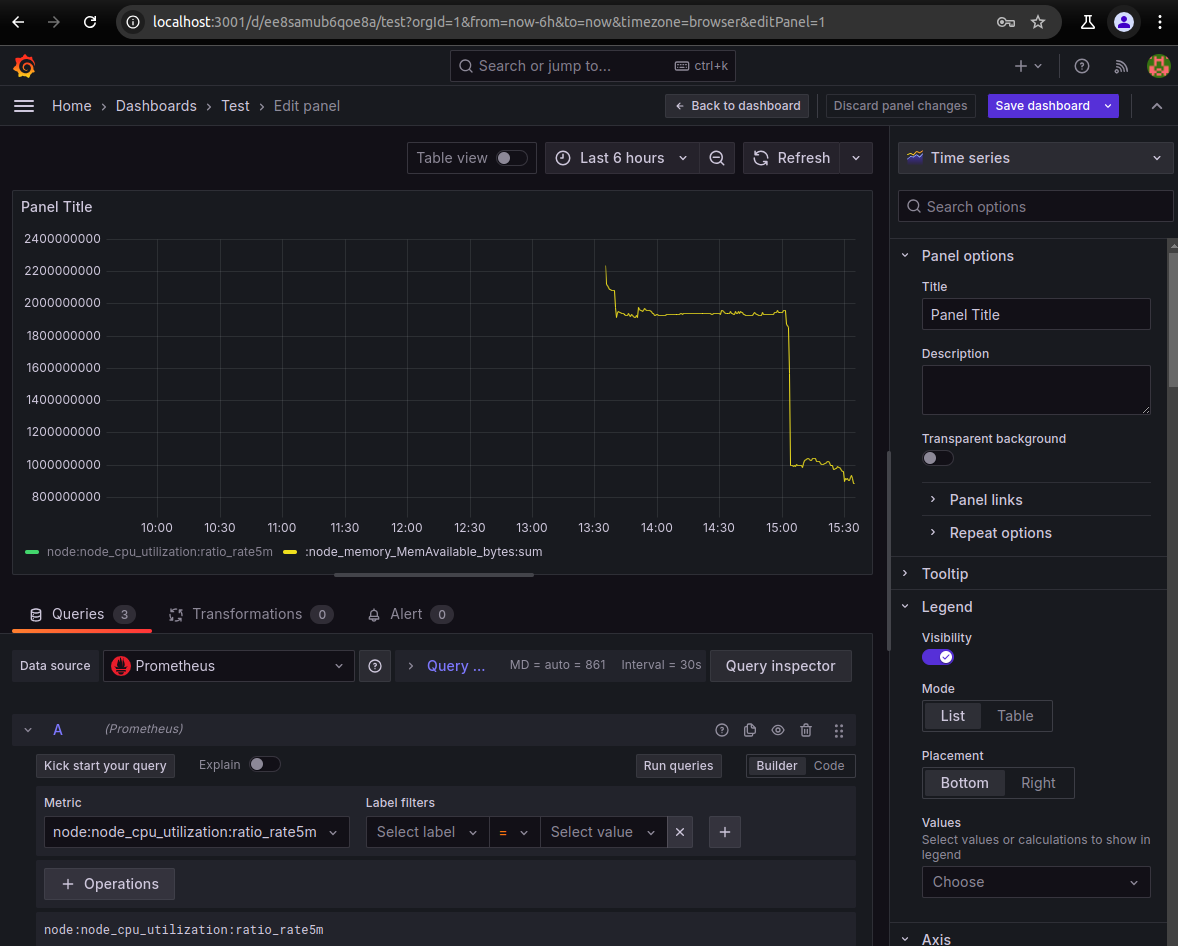 localhost:3001/d/ee8samub6qoe8a/test?orgId=1&from=now-6h&to=now&timezone=browser&editPanel=1
Search or jump to... ctrl+k
Home › Dashboards › Test › Edit panel
Back to dashboard
Discard panel changes
Save dashboard
Table view
Last 6 hours
Refresh
Time series
Search options
Panel Title
2400000000
2200000000
2000000000
1800000000
1600000000
1400000000
1200000000
1000000000
800000000
10:00 10:30 11:00 11:30 12:00 12:30 13:00 13:30 14:00 14:30 15:00 15:30
node:node_cpu_utilization:ratio_rate5m :node_memory_MemAvailable_bytes:sum
Panel options
Title
Panel Title
Description
Transparent background
Panel links
Repeat options
Tooltip
Legend
Visibility
Mode
List Table
Placement
Bottom Right
Values
Select values or calculations to show in
legend
Choose
Axis
Queries 3 Transformations 0 Alert 0
Data source Prometheus Query ... MD = auto = 861 Interval = 30s Query inspector
A (Prometheus)
Kick start your query Explain Run queries Builder Code
Metric Label filters
node:node_cpu_utilization:ratio_rate5m Select label = Select value
+ Operations
node:node_cpu_utilization:ratio_rate5m